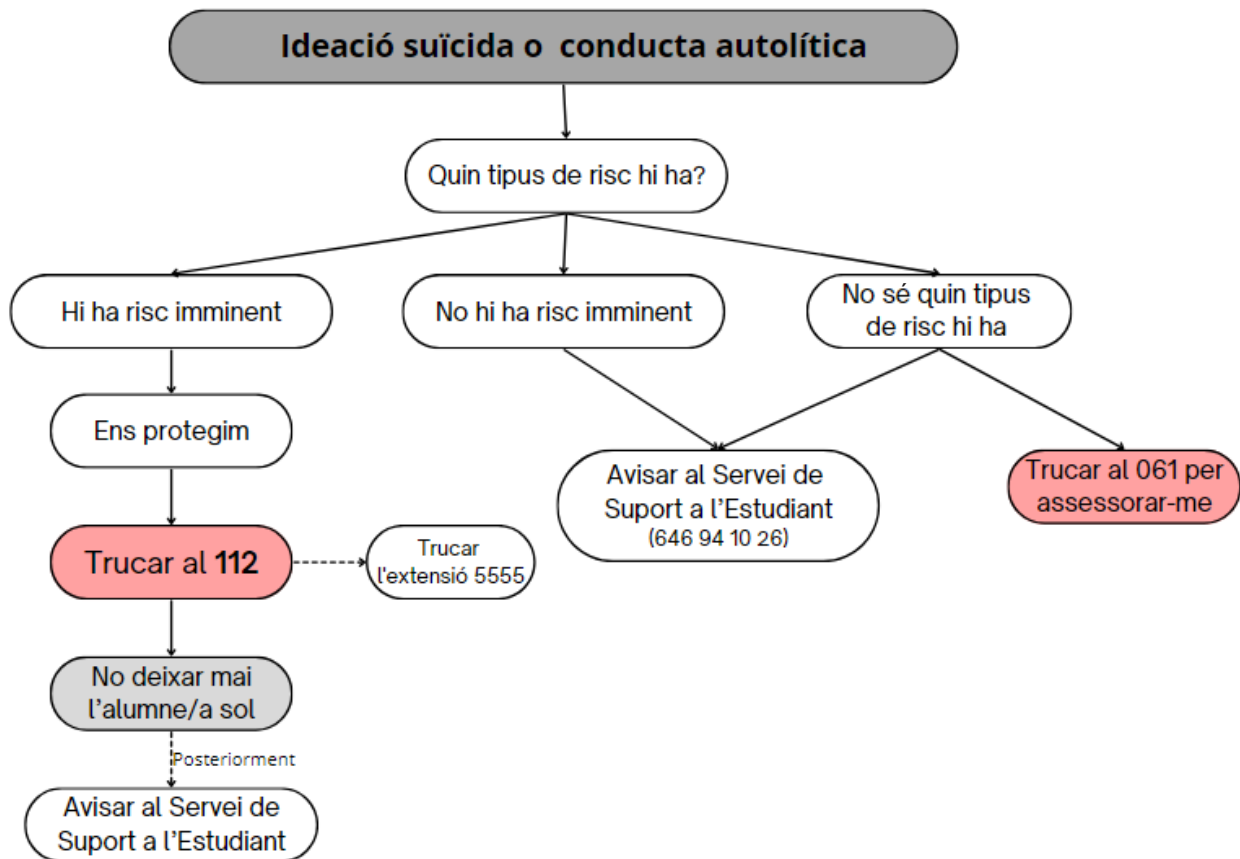 Ideació suïcida o conducta autolítica
Quin tipus de risc hi ha?
Hi ha risc imminent
No hi ha risc imminent
No sé quin tipus
de risc hi ha
Ens protegim
Avisar al Servei de
Suport a l'Estudiant
(646 94 10 26)
Trucar al 061 per
assessorar-me
Trucar al 112
Trucar
l'extensió 5555
No deixar mai
l'alumne/a sol
Posteriorment
Avisar al Servei de
Suport a l'Estudiant